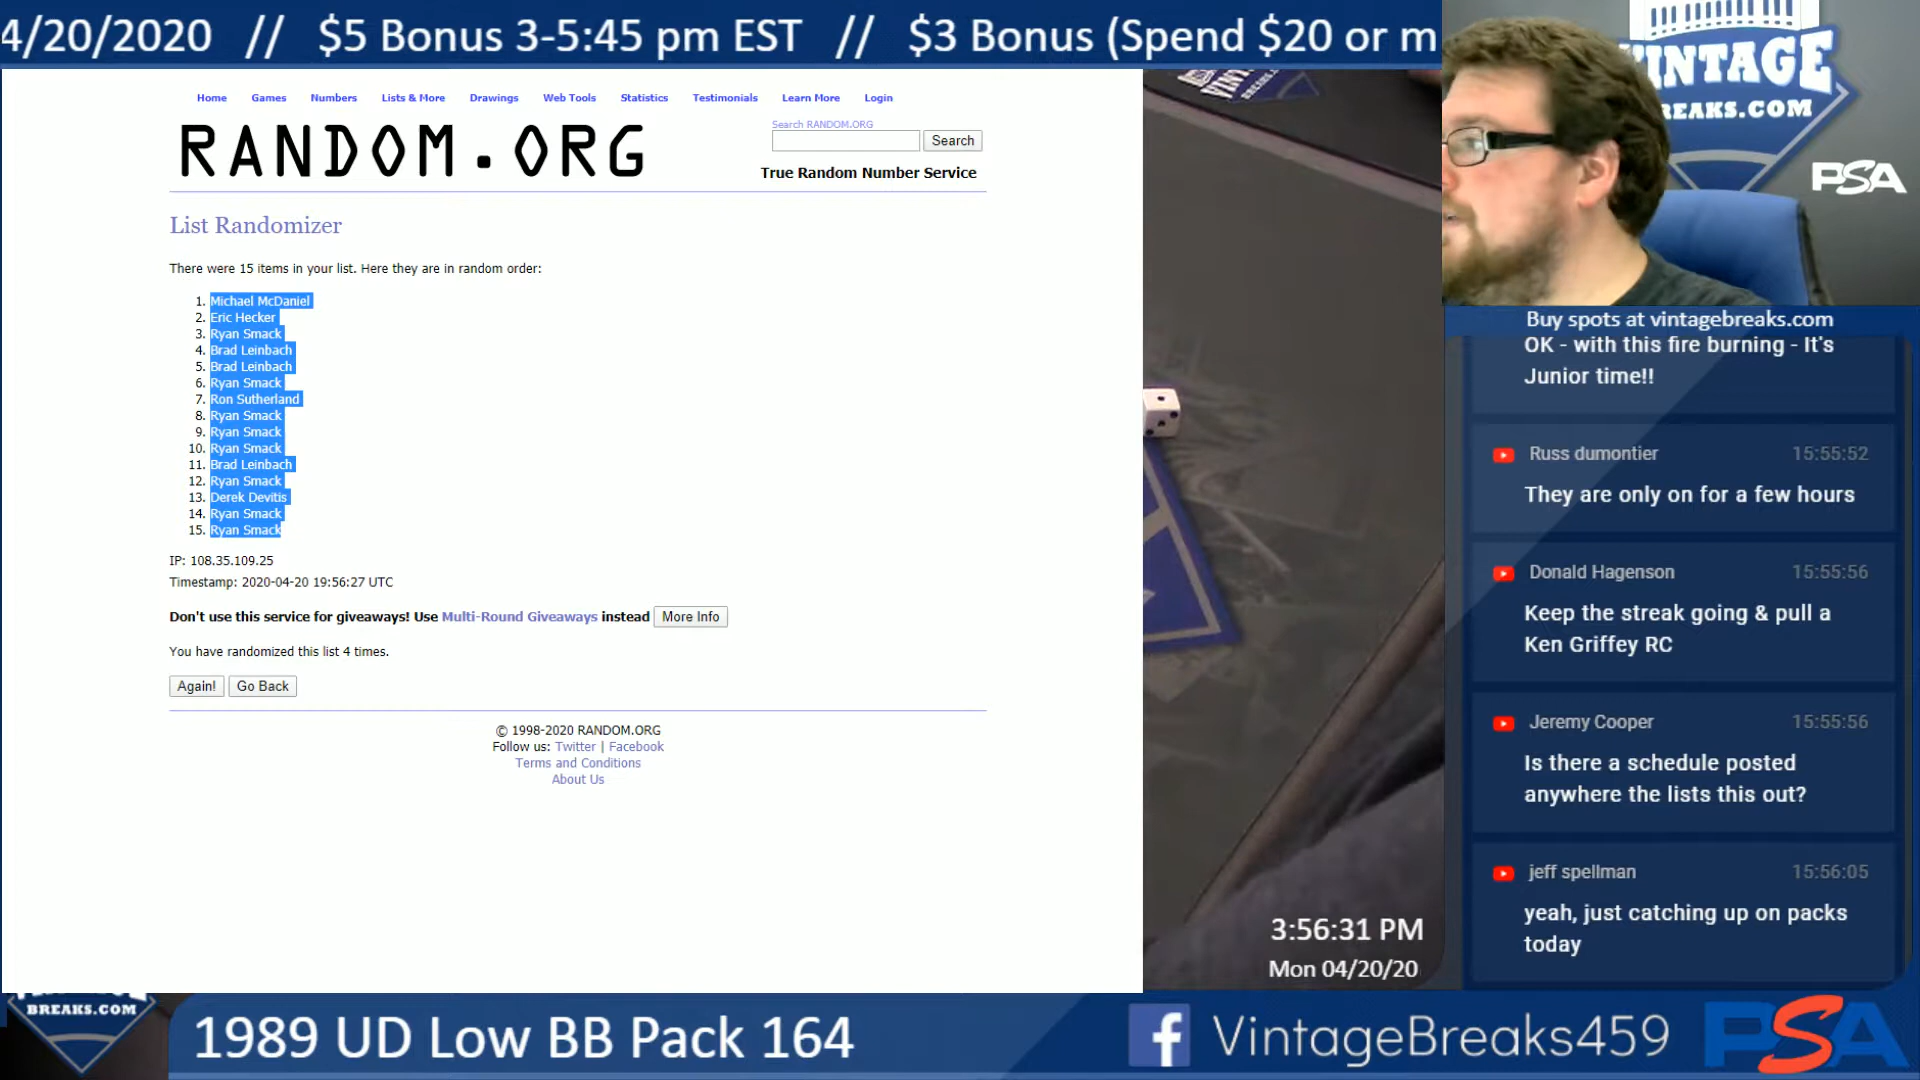 4/20/2020 // $5 Bonus 3-5:45 pm EST // $3 Bonus (Spend $20 or m
Home Games Numbers Lists & More Drawings Web Tools Statistics Testimonials Learn More Login
RANDOM.ORG
Search RANDOM.ORG
Search
True Random Number Service
List Randomizer
There were 15 items in your list. Here they are in random order:
1. Michael McDaniel
2. Eric Hecker
3. Ryan Smack
4. Brad Leinbach
5. Brad Leinbach
6. Ryan Smack
7. Ron Sutherland
8. Ryan Smack
9. Ryan Smack
10. Ryan Smack
11. Brad Leinbach
12. Ryan Smack
13. Derek Devitis
14. Ryan Smack
15. Ryan Smack
IP: 108.35.109.25
Timestamp: 2020-04-20 19:56:27 UTC
Don't use this service for giveaways! Use Multi-Round Giveaways instead More Info
You have randomized this list 4 times.
Again! Go Back
© 1998-2020 RANDOM.ORG
Follow us: Twitter | Facebook
Terms and Conditions
About Us
3:56:31 PM
Mon 04/20/20
VINTAGE
BREAKS.COM
PSA
Buy spots at vintagebreaks.com
OK - with this fire burning - It's
Junior time!!
Russ dumontier 15:55:52
They are only on for a few hours
Donald Hagenson 15:55:56
Keep the streak going & pull a
Ken Griffey RC
Jeremy Cooper 15:55:56
Is there a schedule posted
anywhere the lists this out?
jeff spellman 15:56:05
yeah, just catching up on packs
today
BREAKS.COM
1989 UD Low BB Pack 164
VintageBreaks459
PSA